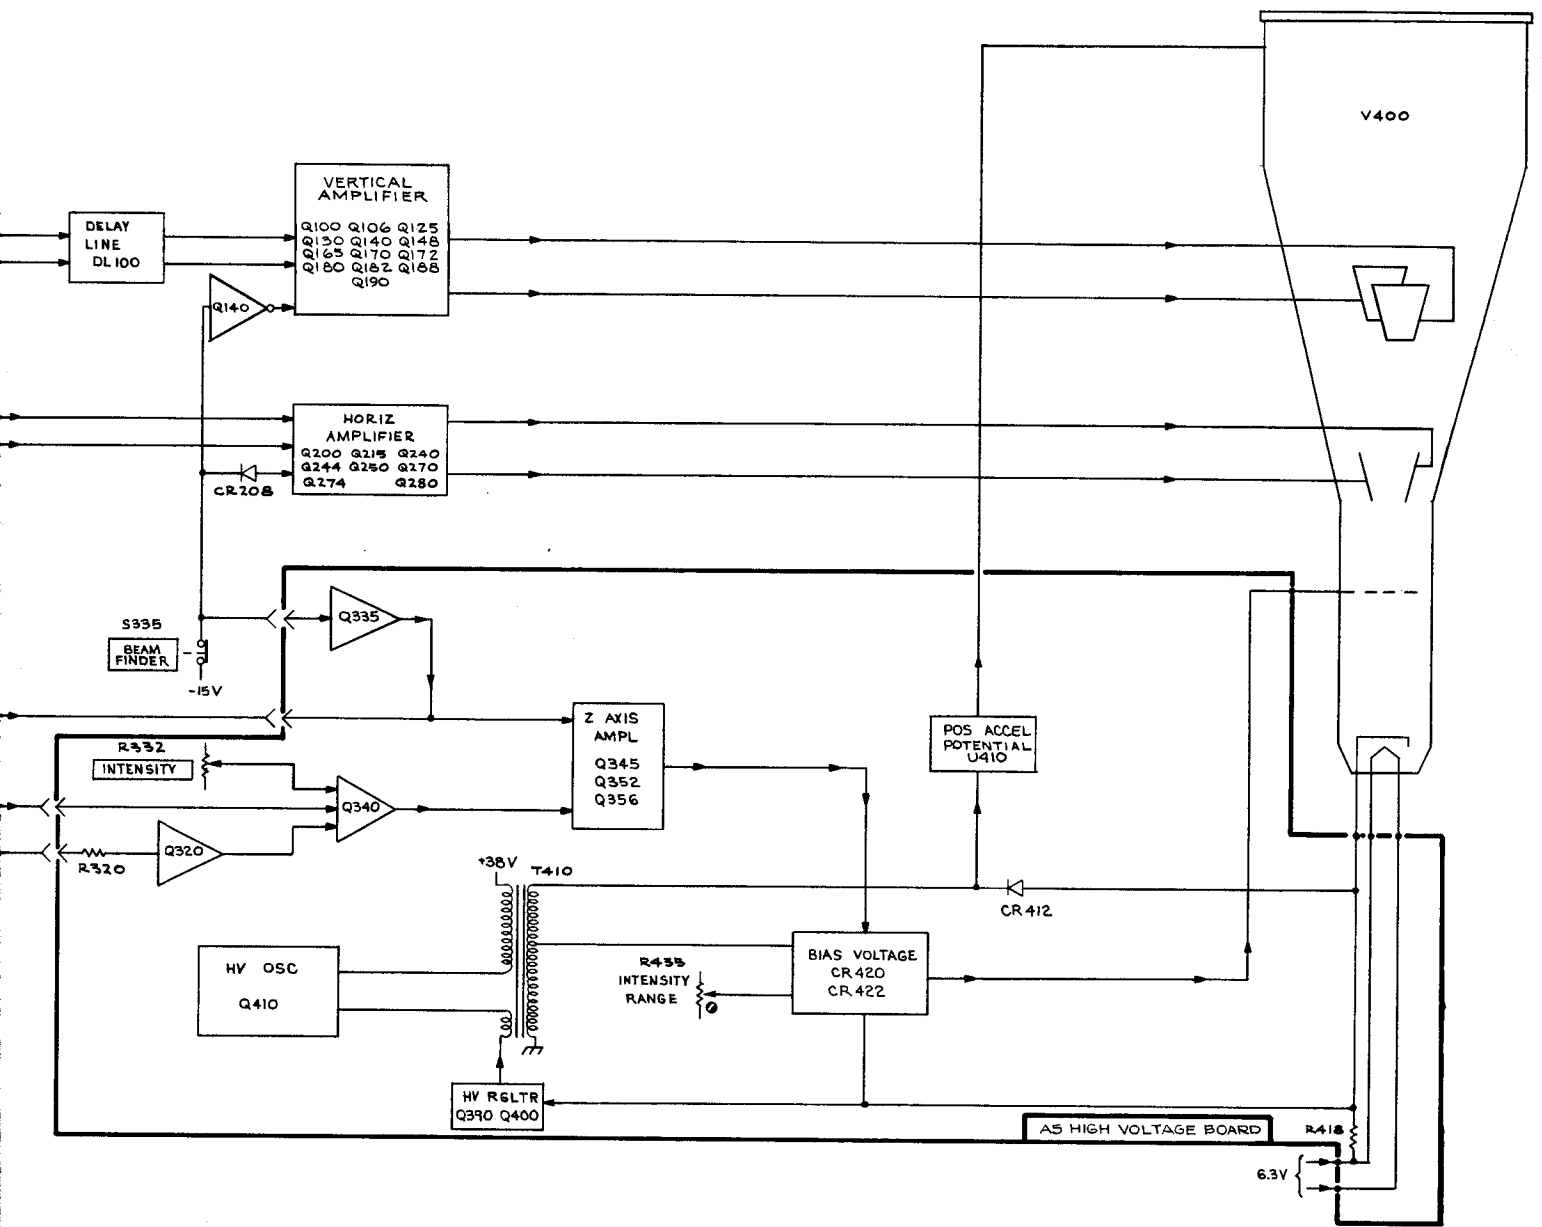 V400
VERTICAL
AMPLIFIER
Q100 Q106 Q125
Q130 Q140 Q148
Q165 Q170 Q172
Q180 Q182 Q188
Q190
DELAY
LINE
DL100
Q140
HORIZ
AMPLIFIER
Q200 Q215 Q240
Q244 Q250 Q270
Q274 Q280
CR208
S335
BEAM
FINDER
-15V
Q335
R332
INTENSITY
Z AXIS
AMPL
Q345
Q352
Q356
Q340
R320
Q320
POS ACCEL
POTENTIAL
U410
+38V
T410
CR412
HV OSC
Q410
R433
INTENSITY
RANGE
BIAS VOLTAGE
CR420
CR422
HV RGLTR
Q390 Q400
A5 HIGH VOLTAGE BOARD
R418
6.3V